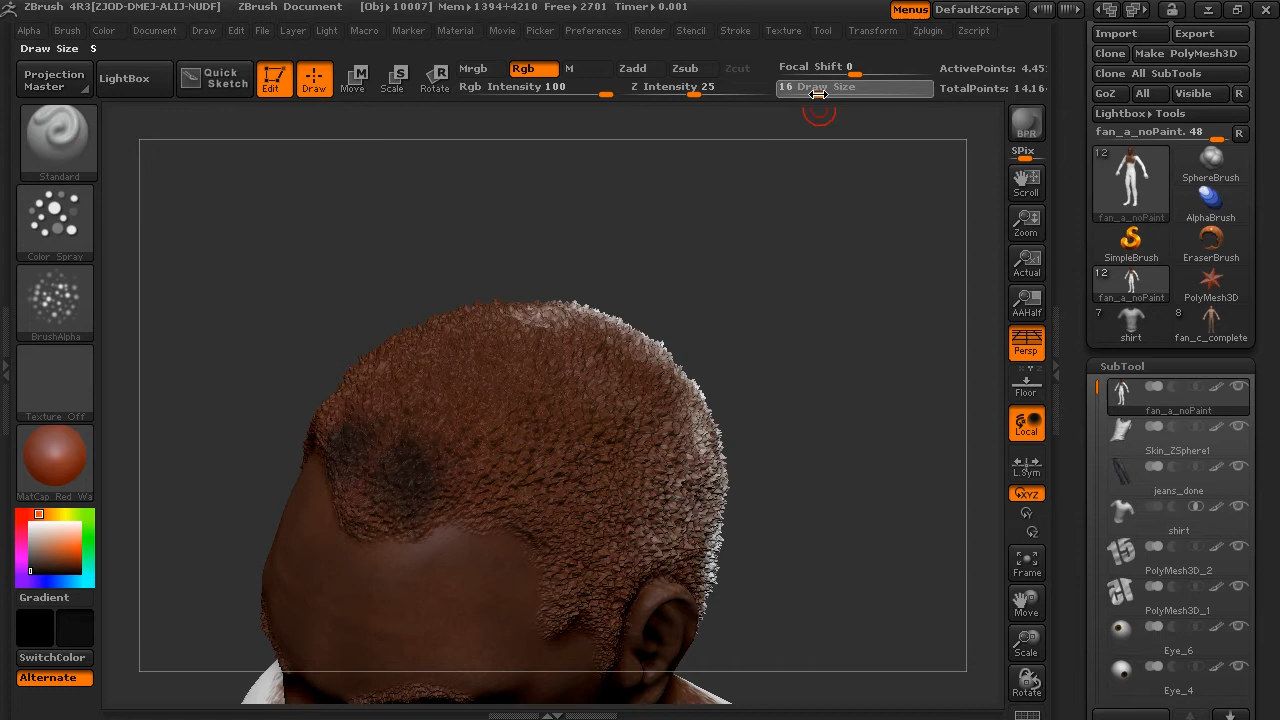 ZBrush 4R3[ZJOD-DMEJ-ALIJ-NUDF] ZBrush Document [Obj▸10007] Mem▸1394+4210 Free▸2701 Timer▸0.001 Menus DefaultZScript
Alpha Brush Color Document Draw Edit File Layer Light Macro Marker Material Movie Picker Preferences Render Stencil Stroke Texture Tool Transform Zplugin Zscript
Import Export
Draw Size S
Clone Make PolyMesh3D
Projection Master LightBox Quick Sketch Edit Draw Move Scale Rotate
Mrgb Rgb M Zadd Zsub Zcut Focal Shift 0 ActivePoints: 4.45
Rgb Intensity 100 Z Intensity 25 16 Draw Size TotalPoints: 14.16
Clone All SubTools
GoZ All Visible R
Lightbox▸Tools
fan_a_noPaint. 48 R
12
fan_a_noPaint
SphereBrush
AlphaBrush
SimpleBrush
EraserBrush
12
fan_a_noPaint
PolyMesh3D
7
shirt
8
fan_c_complete
SubTool
fan_a_noPaint
Skin_ZSphere1
jeans_done
shirt
PolyMesh3D_2
PolyMesh3D_1
Eye_6
Eye_4
BPR
SPix
Scroll
Zoom
Actual
AAHalf
Persp
Floor
Local
L.Sym
XYZ
Frame
Move
Scale
Rotate
Standard
Color Spray
BrushAlpha
Texture Off
MatCap Red Wa
Gradient
SwitchColor
Alternate